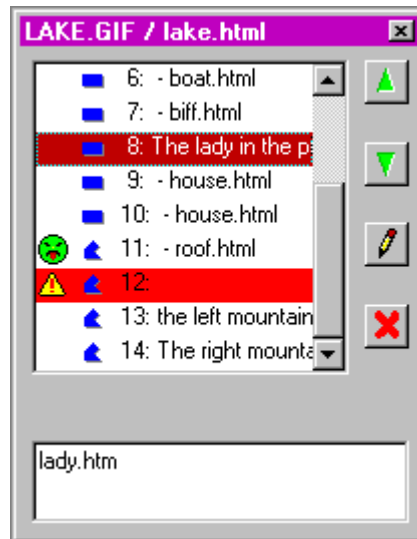 LAKE.GIF / lake.html
6: - boat.html
7: - biff.html
8: The lady in the p
9: - house.html
10: - house.html
11: - roof.html
12:
13: the left mountain
14: The right mounta
lady.htm